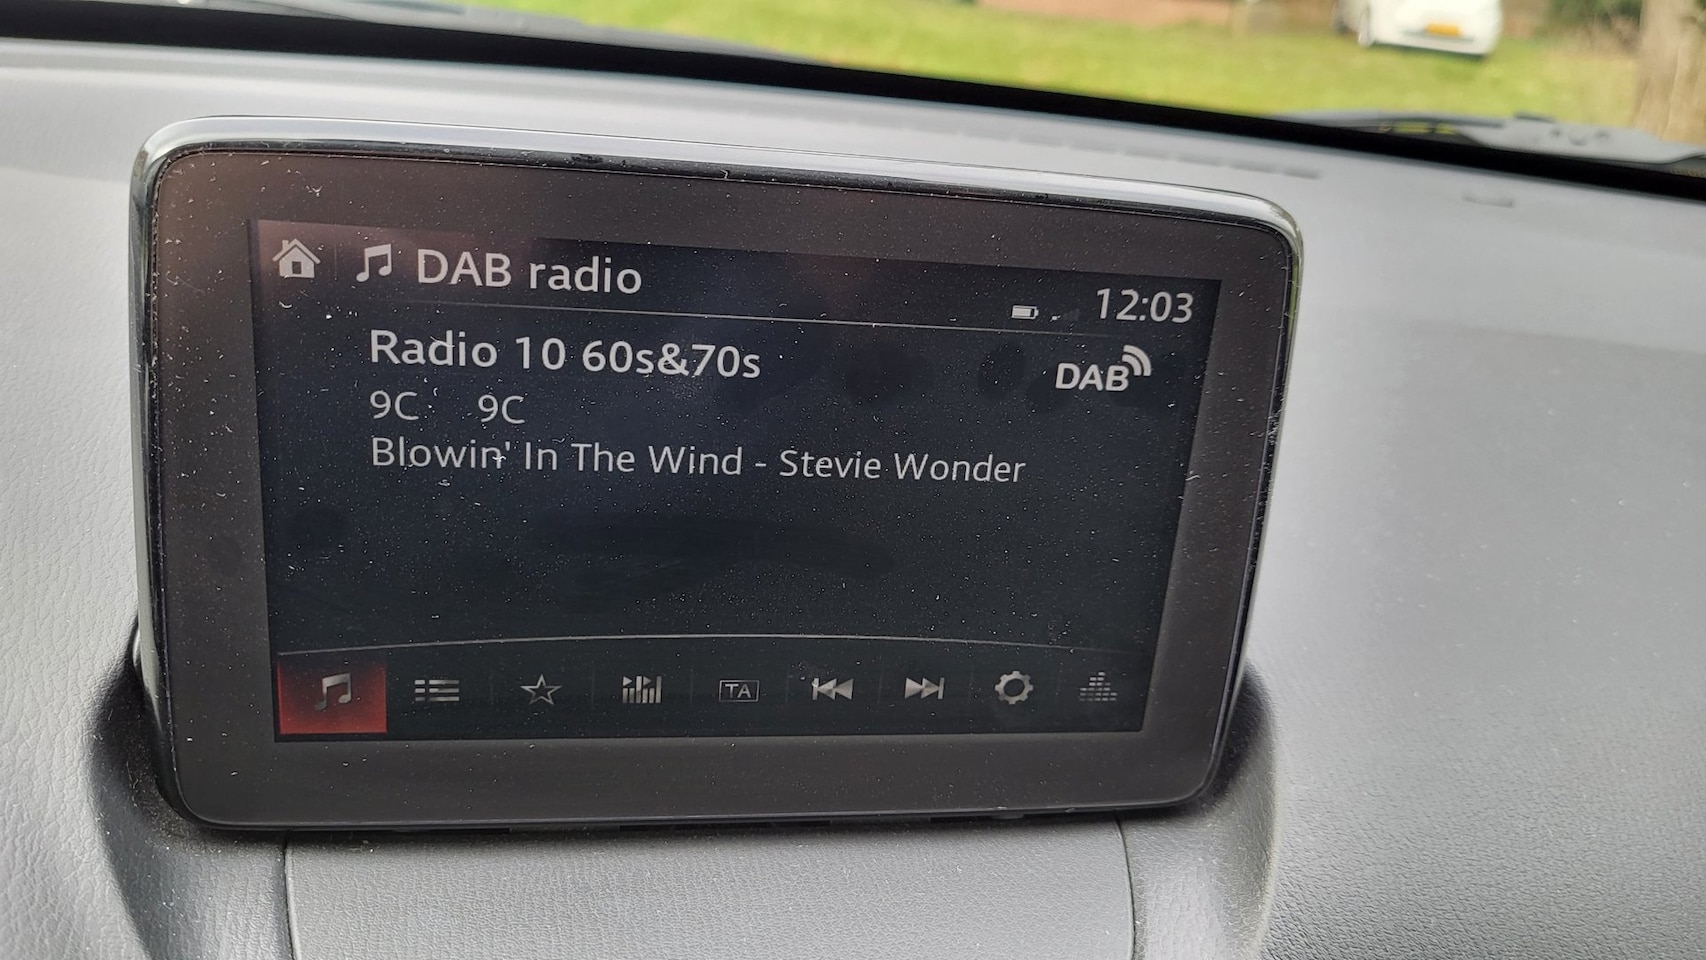 DAB radio
12:03
Radio 10 60s&70s
DAB
9C 9C
Blowin' In The Wind - Stevie Wonder
TA